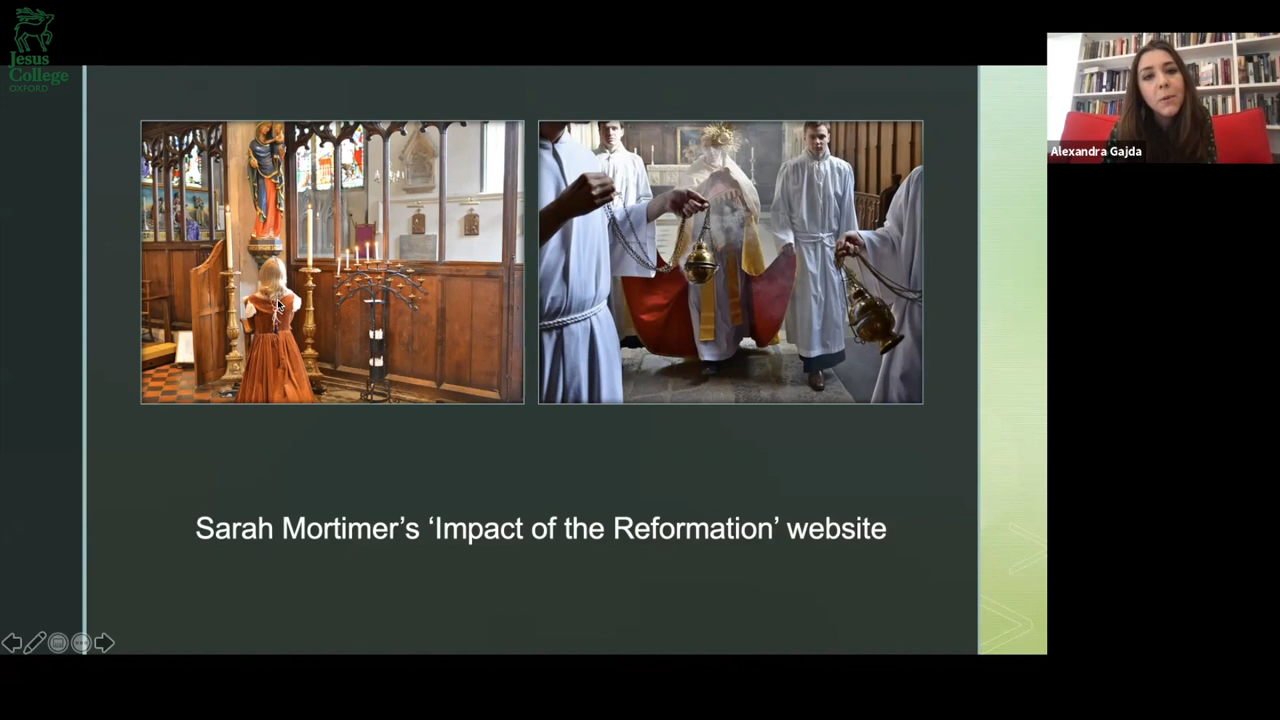 Jesus
College
OXFORD
Alexandra Gajda
Sarah Mortimer's ‘Impact of the Reformation’ website